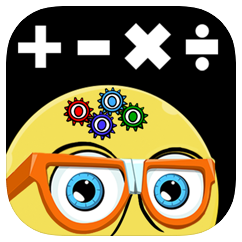 + − × ÷